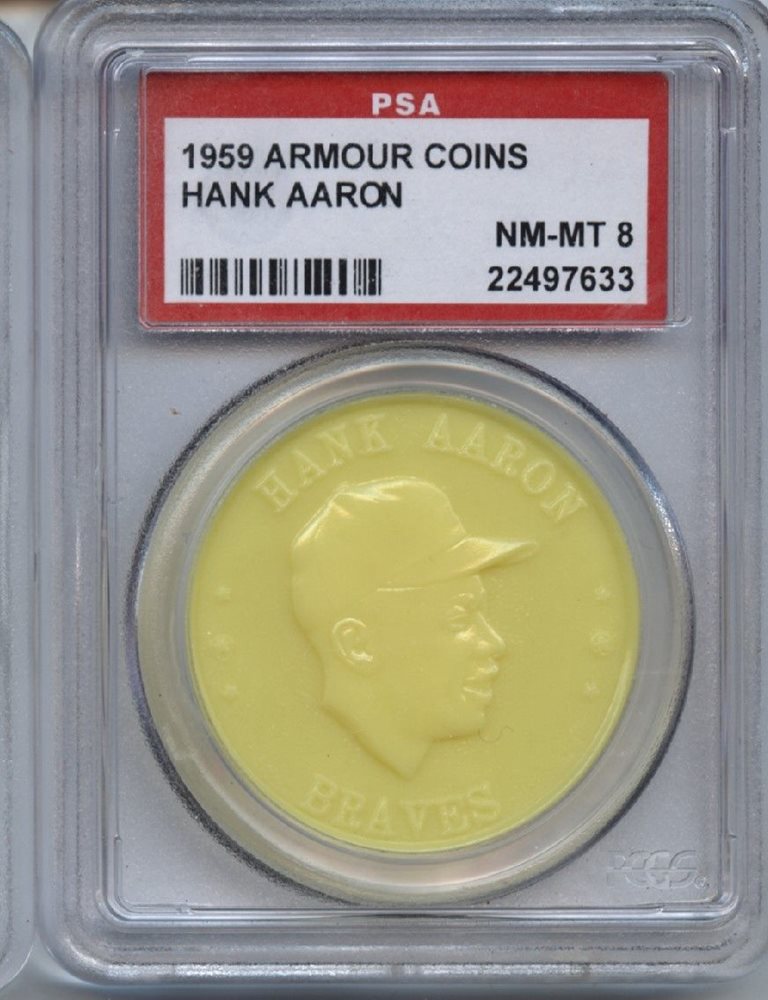 PSA
1959 ARMOUR COINS
HANK AARON
NM-MT 8
22497633
HANK AARON
BRAVES
PCGS